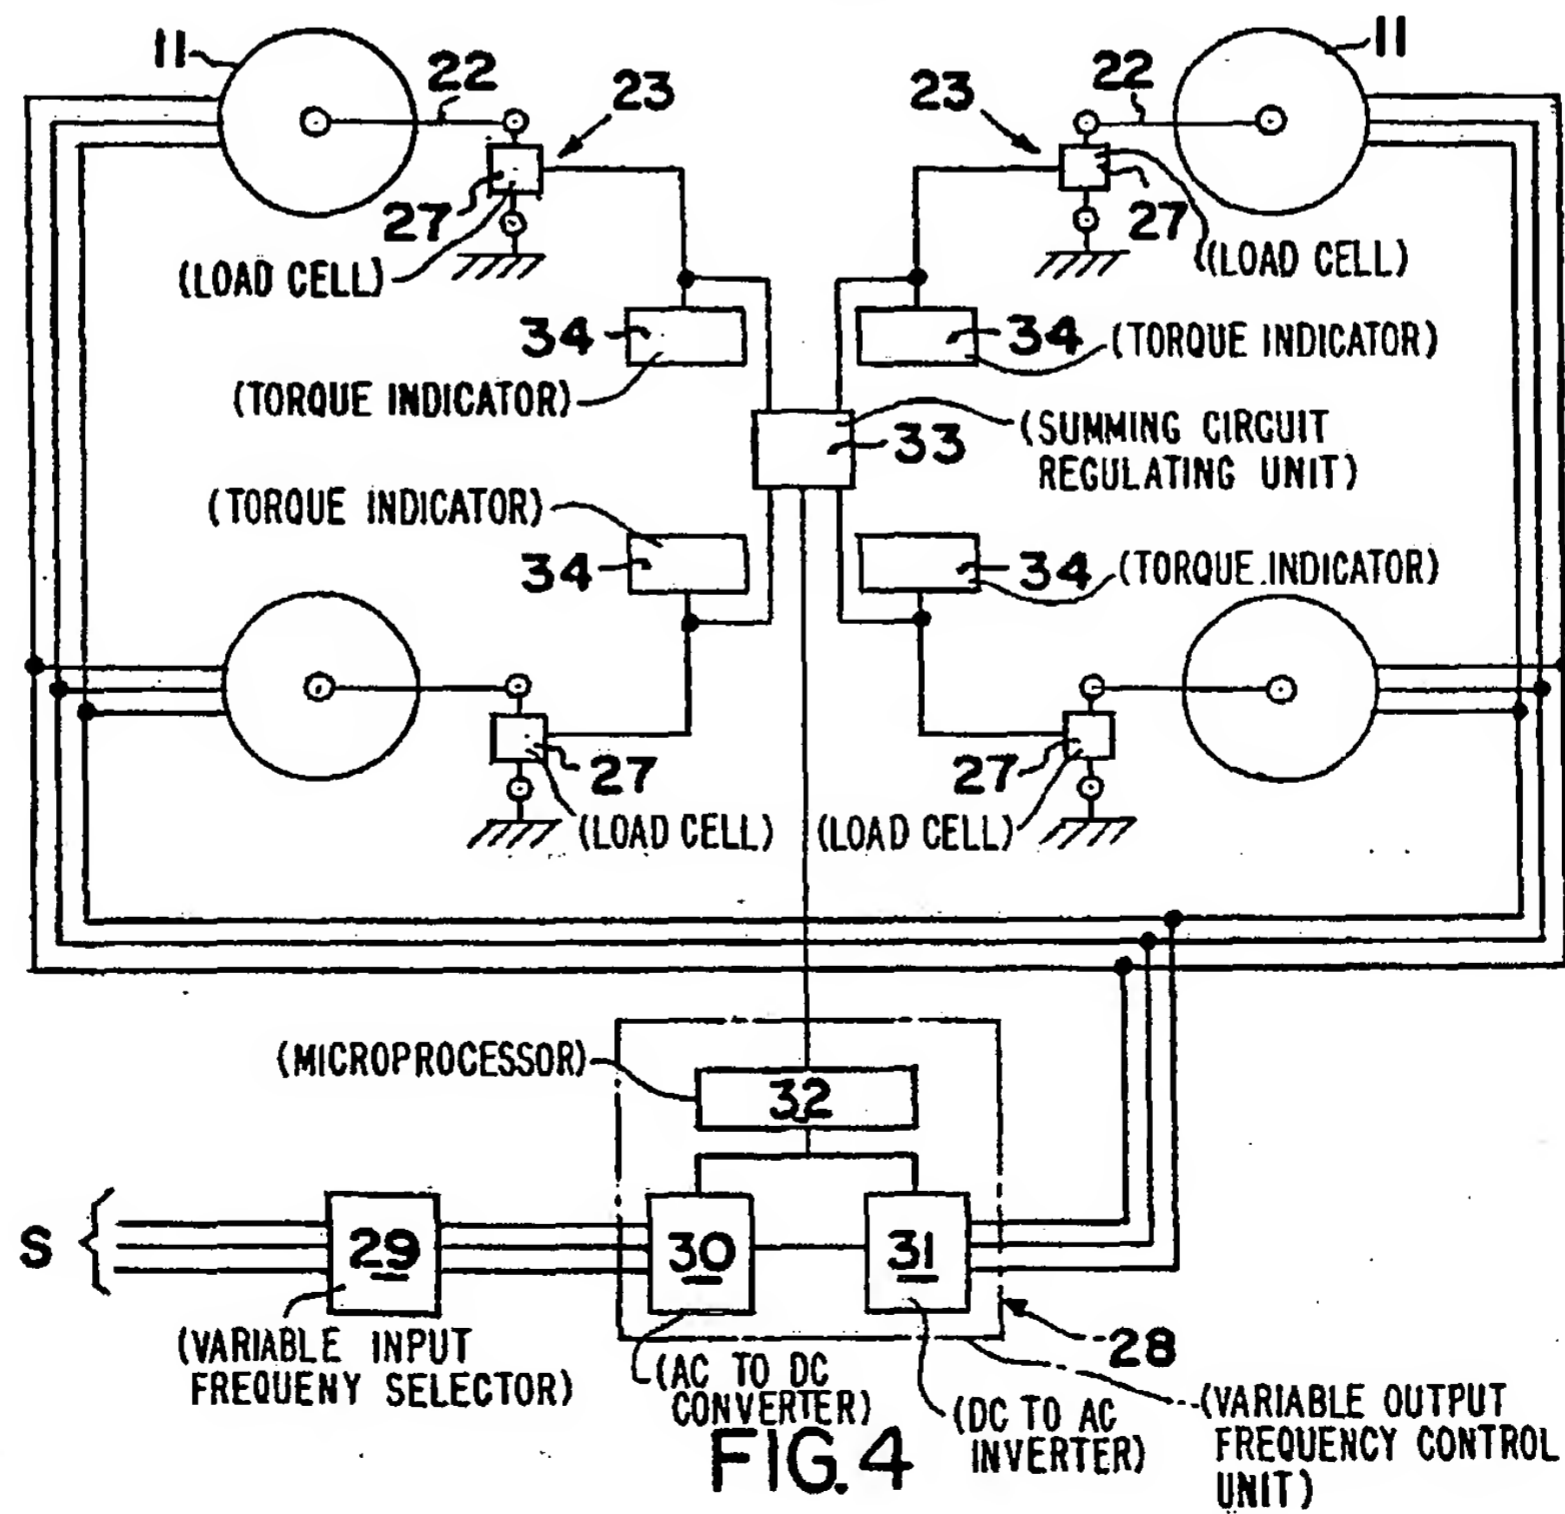 11
22
23
23
22
11
27
(LOAD CELL)
27
(LOAD CELL)
34
(TORQUE INDICATOR)
34
(TORQUE INDICATOR)
33
(SUMMING CIRCUIT
REGULATING UNIT)
(TORQUE INDICATOR)
34
34
(TORQUE INDICATOR)
27
(LOAD CELL)
27
(LOAD CELL)
(MICROPROCESSOR)
32
S
29
30
31
(VARIABLE INPUT
FREQUENY SELECTOR)
(AC TO DC
CONVERTER)
(DC TO AC
INVERTER)
28
(VARIABLE OUTPUT
FREQUENCY CONTROL
UNIT)
FIG. 4